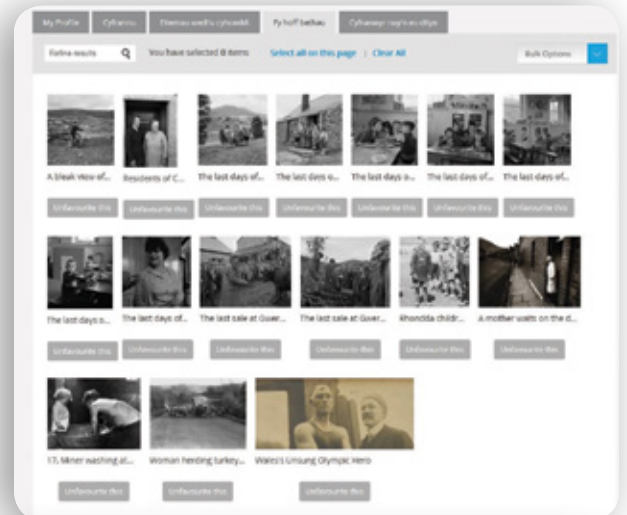 My Profile Cyfrannu Eitemau wedi'u cyhoeddi Fy hoff bethau Cyfranwyr rwy'n eu dilyn
Refine results You have selected 0 items Select all on this page | Clear All Bulk Options
A bleak view of... Residents of C... The last days of... The last days o... The last days o... The last days of... The last days of...
Unfavourite this Unfavourite this Unfavourite this Unfavourite this Unfavourite this Unfavourite this Unfavourite this
The last days o... The last days of... The last sale at Gwer... The last sale at Gwer... Rhondda childr... A mother waits on the d...
Unfavourite this Unfavourite this Unfavourite this Unfavourite this Unfavourite this Unfavourite this
17. Miner washing at... Woman herding turkey... Wales's Unsung Olympic Hero
Unfavourite this Unfavourite this Unfavourite this